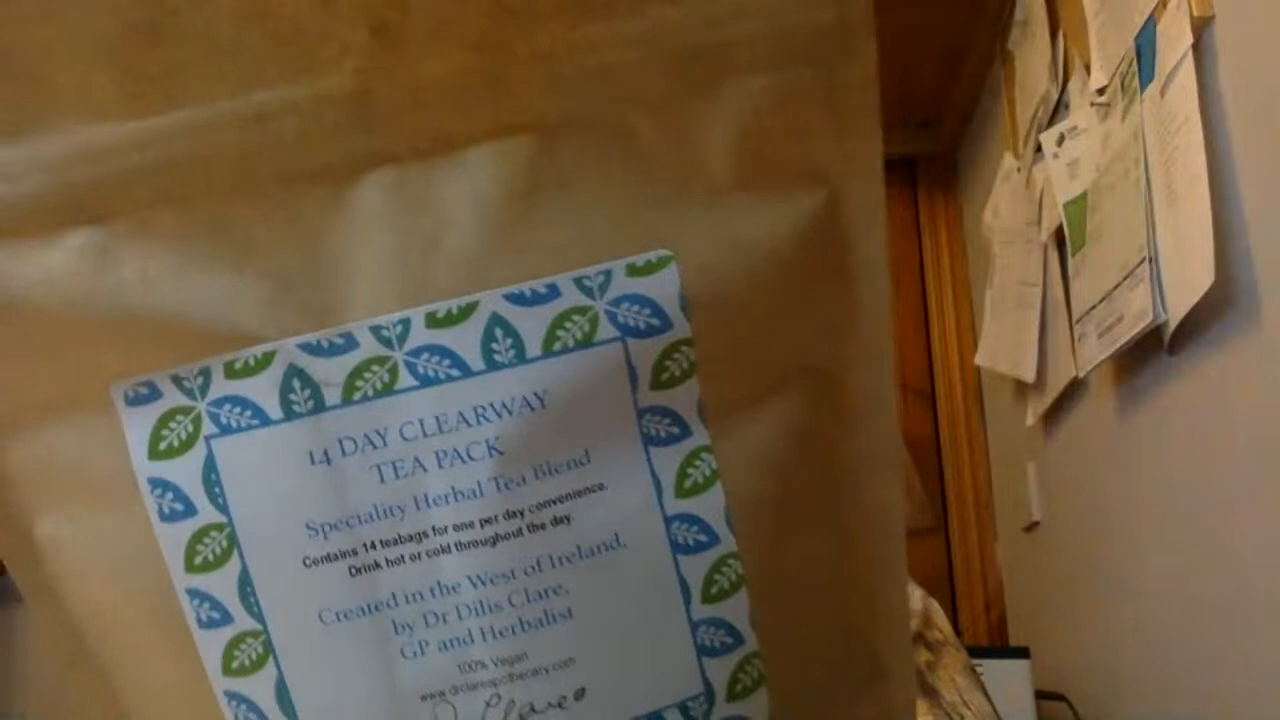 14 DAY CLEARWAY
TEA PACK
Speciality Herbal Tea Blend
Contains 14 teabags for one per day convenience.
Drink hot or cold throughout the day.
Created in the West of Ireland,
by Dr Dilis Clare,
GP and Herbalist
100% Vegan
www.drclareapothecary.com
D. Clare